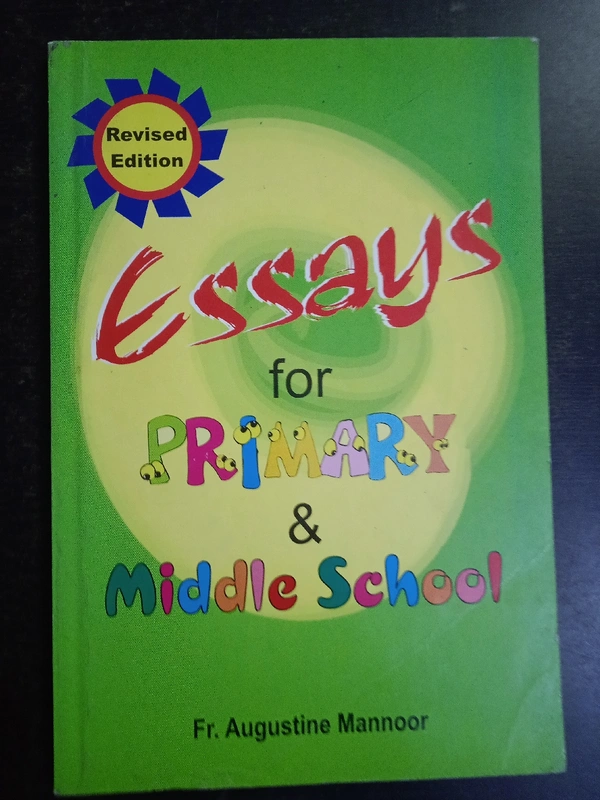 Revised
Edition
Essays
for
PRIMARY
&
Middle School
Fr. Augustine Mannoor